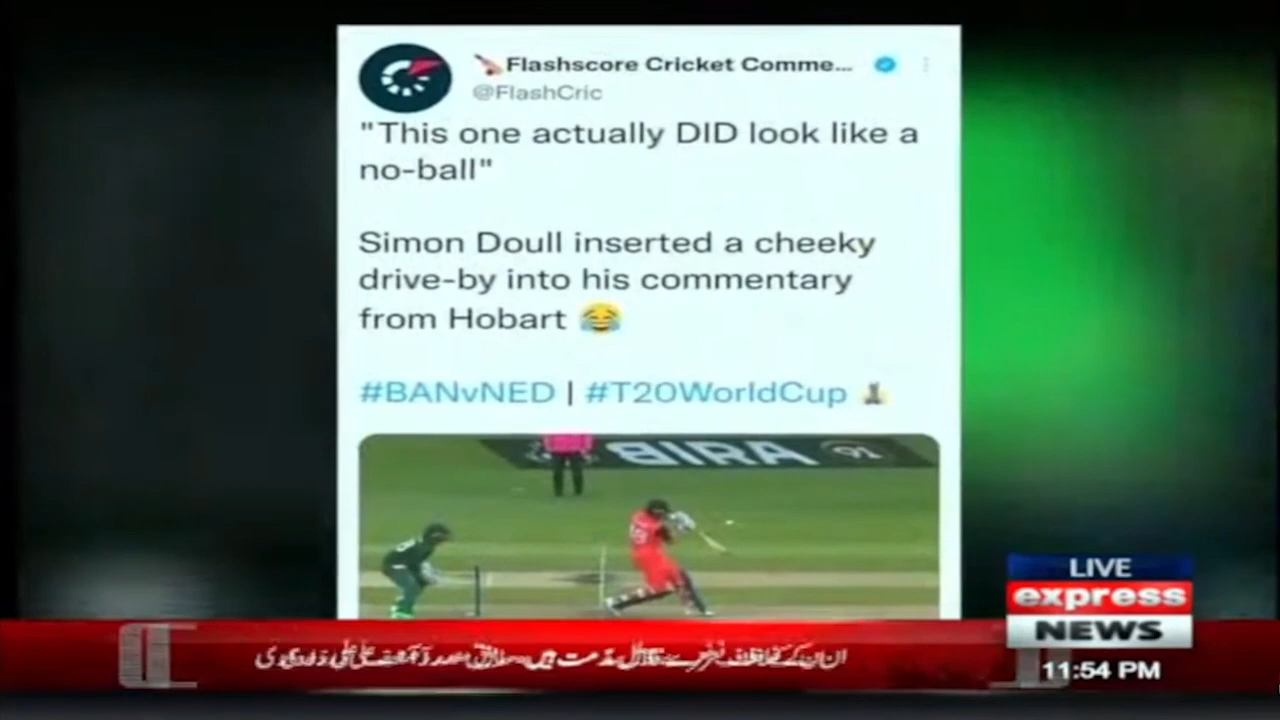 Flashscore Cricket Comme...
@FlashCric
"This one actually DID look like a
no-ball"
Simon Doull inserted a cheeky
drive-by into his commentary
from Hobart 😂
#BANvNED | #T20WorldCup
BIRA 91
LIVE
express
NEWS
11:54 PM